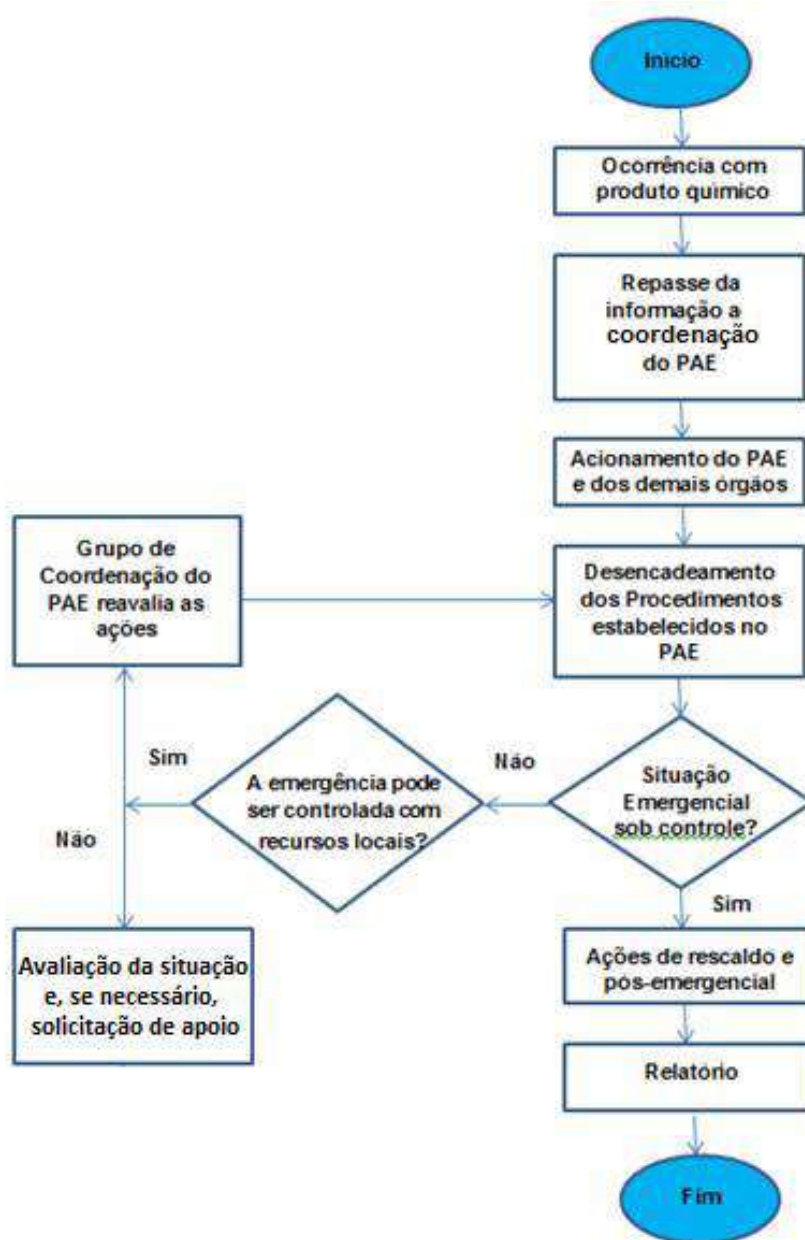 Início
Ocorrência com
produto químico
Repasse da
informação a
coordenação
do PAE
Acionamento do PAE
e dos demais órgãos
Grupo de
Coordenação do
PAE reavalia as
ações
Desencadeamento
dos Procedimentos
estabelecidos no
PAE
Sim
A emergência pode
ser controlada com
recursos locais?
Não
Situação
Emergencial
sob controle?
Não
Sim
Avaliação da situação
e, se necessário,
solicitação de apoio
Ações de rescaldo e
pós-emergencial
Relatório
Fim